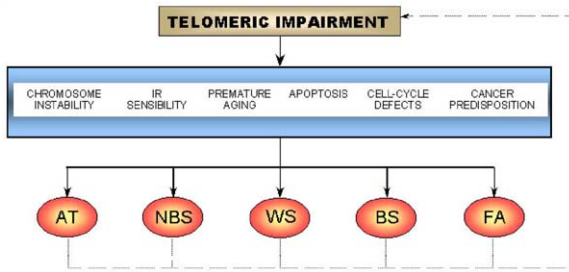 TELOMERIC IMPAIRMENT
CHROMOSOME IR PREMATURE APOPTOSIS CELL-CYCLE CANCER
INSTABILITY SENSIBILITY AGING DEFECTS PREDISPOSITION
AT NBS WS BS FA